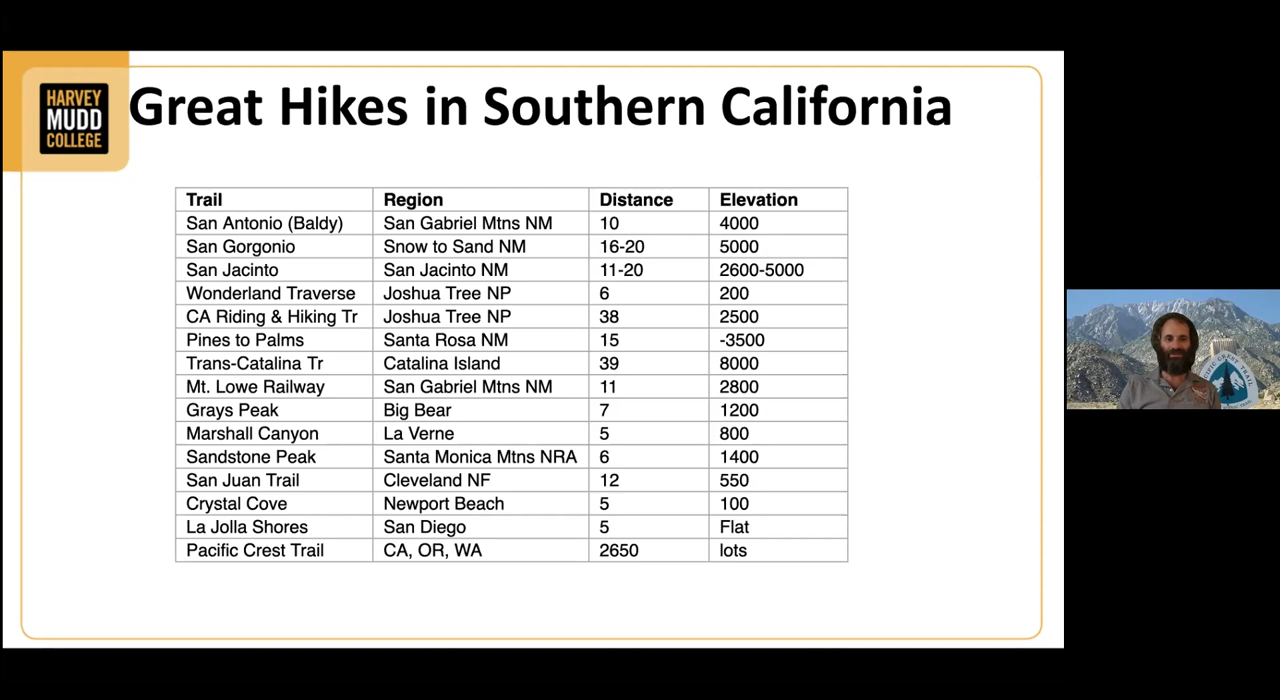 HARVEY
MUDD
COLLEGE
Great Hikes in Southern California
Trail Region Distance Elevation
San Antonio (Baldy) San Gabriel Mtns NM 10 4000
San Gorgonio Snow to Sand NM 16-20 5000
San Jacinto San Jacinto NM 11-20 2600-5000
Wonderland Traverse Joshua Tree NP 6 200
CA Riding & Hiking Tr Joshua Tree NP 38 2500
Pines to Palms Santa Rosa NM 15 -3500
Trans-Catalina Tr Catalina Island 39 8000
Mt. Lowe Railway San Gabriel Mtns NM 11 2800
Grays Peak Big Bear 7 1200
Marshall Canyon La Verne 5 800
Sandstone Peak Santa Monica Mtns NRA 6 1400
San Juan Trail Cleveland NF 12 550
Crystal Cove Newport Beach 5 100
La Jolla Shores San Diego 5 Flat
Pacific Crest Trail CA, OR, WA 2650 lots
CREST TRAIL